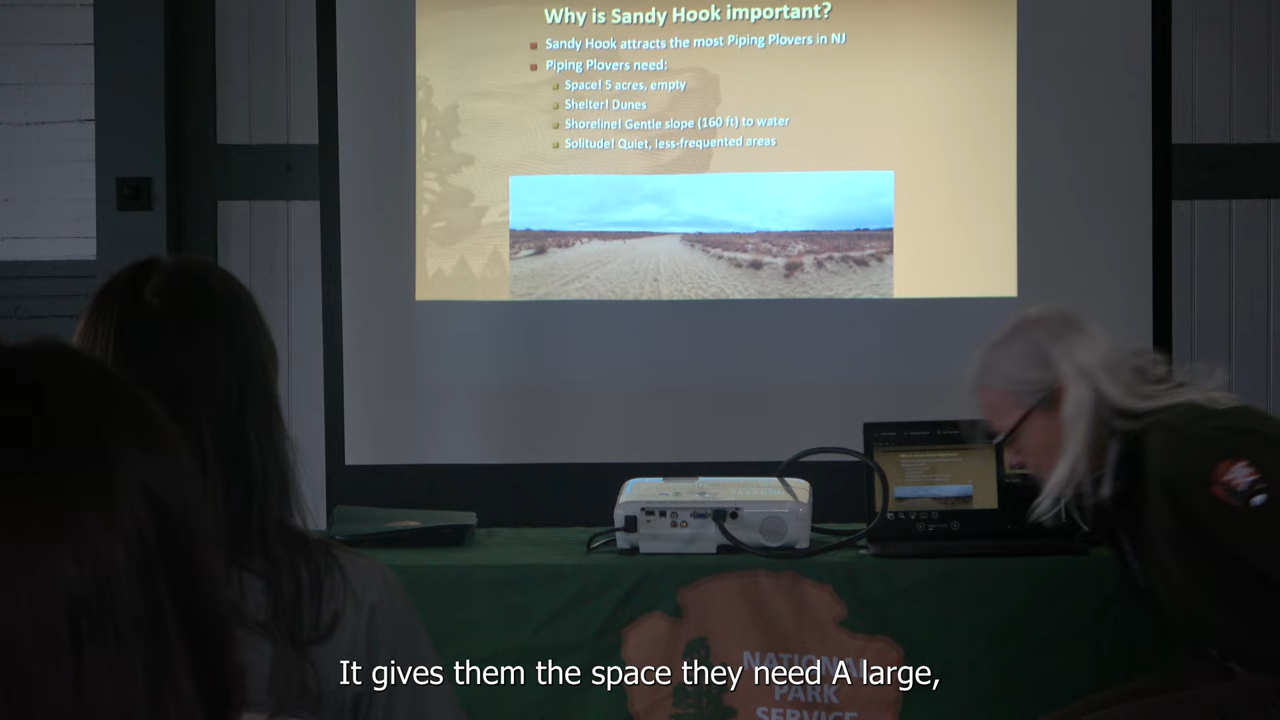 Why is Sandy Hook important?
Sandy Hook attracts the most Piping Plovers in NJ
Piping Plovers need:
Space! 5 acres, empty
Shelter! Dunes
Shoreline! Gentle slope (160 ft) to water
Solitude! Quiet, less-frequented areas
It gives them the space they need A large,
NATIONAL
PARK
SERVICE